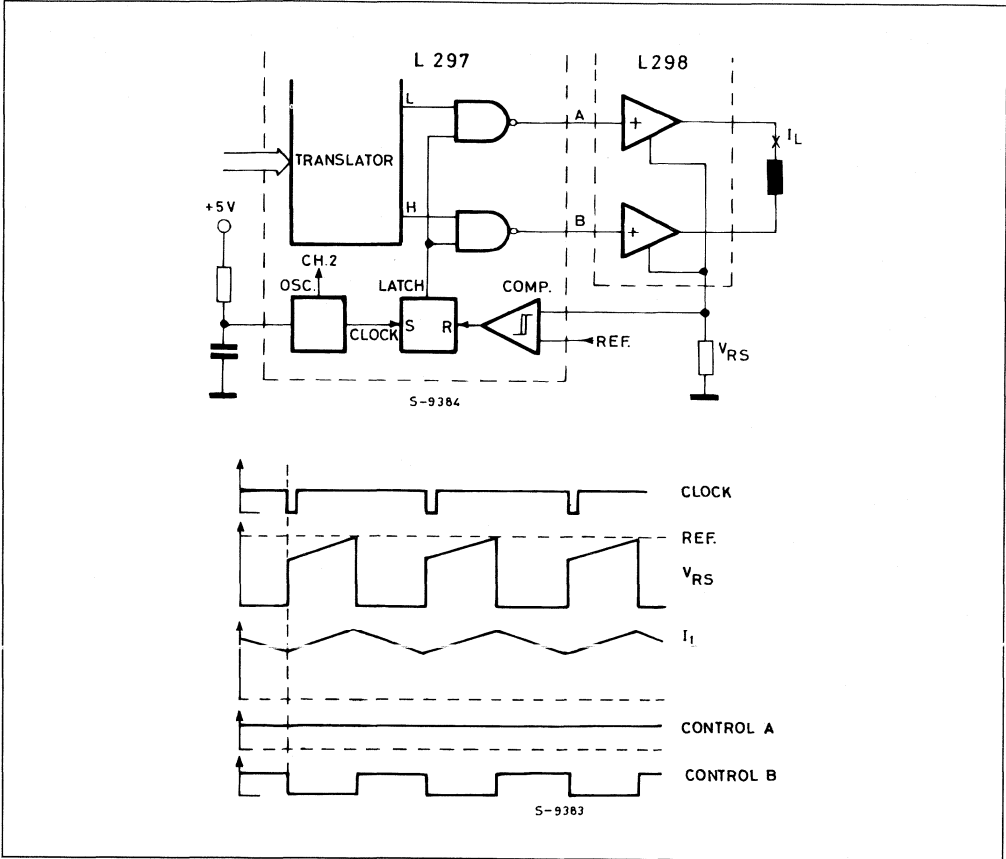 L 297
L298
L
A
I_L
TRANSLATOR
+
+5V
H
B
+
CH.2
OSC.
LATCH
COMP.
CLOCK
S
R
REF.
V_RS
S-9384
CLOCK
REF.
V_RS
I_1
CONTROL A
CONTROL B
S-9383